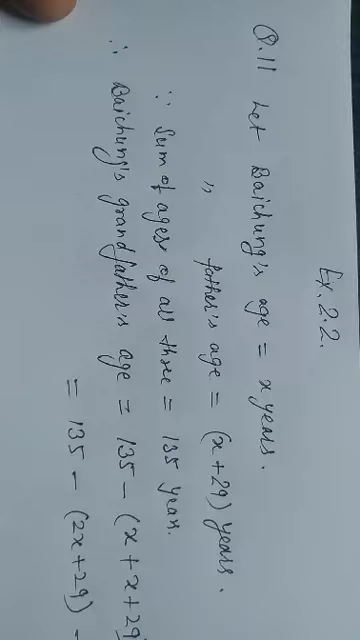 Ex. 2.2.
Q.11 Let Baichung's age = x years.
" father's age = (x+29) years.
∵ Sum of ages of all three = 135 years.
∴ Baichung's grandfather's age = 135 - (x+x+29)
= 135 - (2x+29) -